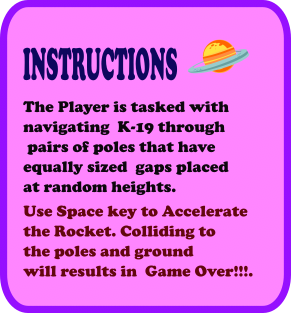 INSTRUCTIONS
The Player is tasked with
navigating K-19 through
pairs of poles that have
equally sized gaps placed
at random heights.
Use Space key to Accelerate
the Rocket. Colliding to
the poles and ground
will results in Game Over!!!.